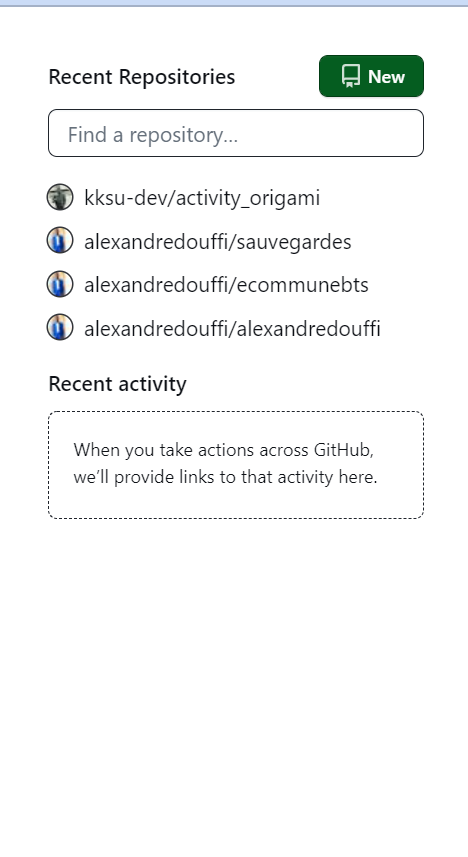 Recent Repositories
New
Find a repository…
kksu-dev/activity_origami
alexandredouffi/sauvegardes
alexandredouffi/ecommunebts
alexandredouffi/alexandredouffi
Recent activity
When you take actions across GitHub,
we’ll provide links to that activity here.